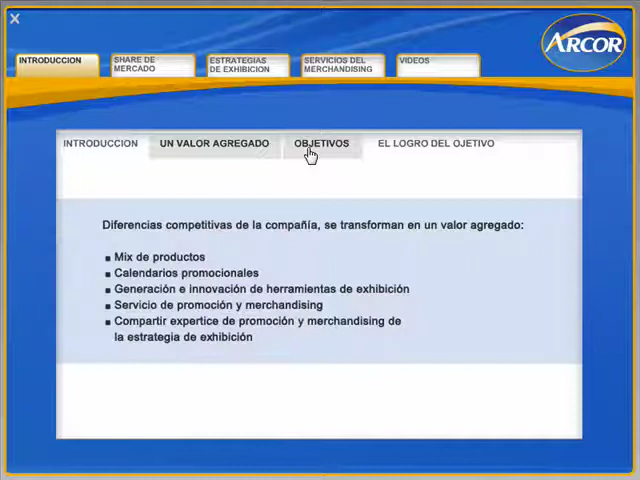 X
ARCOR
INTRODUCCION
SHARE DE
MERCADO
ESTRATEGIAS
DE EXHIBICION
SERVICIOS DEL
MERCHANDISING
VIDEOS
INTRODUCCION
UN VALOR AGREGADO
OBJETIVOS
EL LOGRO DEL OJETIVO
Diferencias competitivas de la compañía, se transforman en un valor agregado:
Mix de productos
Calendarios promocionales
Generación e innovación de herramientas de exhibición
Servicio de promoción y merchandising
Compartir expertice de promoción y merchandising de
la estrategia de exhibición